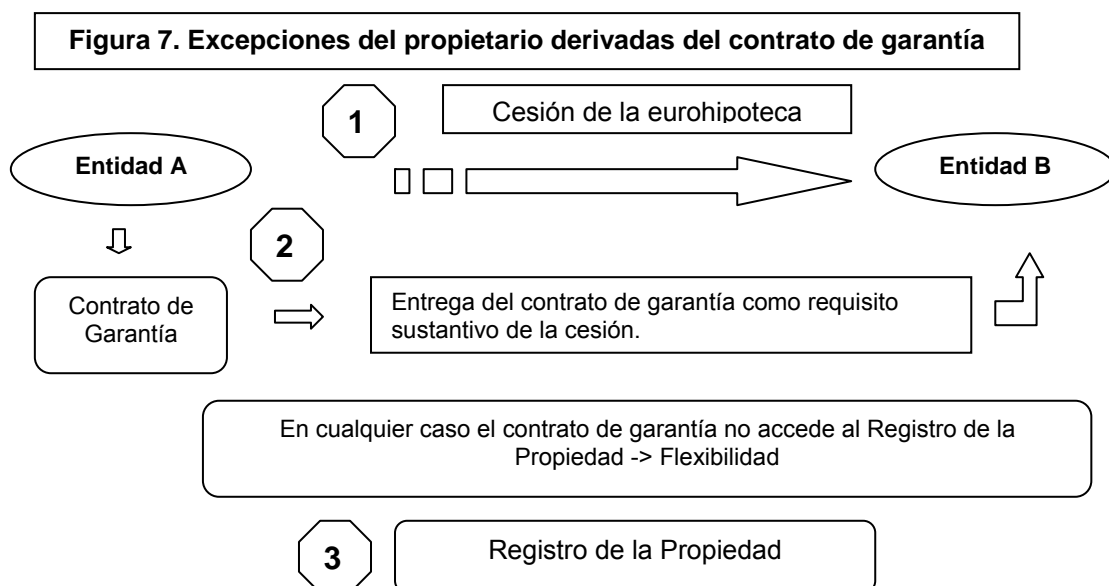 Figura 7. Excepciones del propietario derivadas del contrato de garantía
1
Cesión de la eurohipoteca
Entidad A
Entidad B
2
Contrato de
Garantía
Entrega del contrato de garantía como requisito
sustantivo de la cesión.
En cualquier caso el contrato de garantía no accede al Registro de la
Propiedad -> Flexibilidad
3
Registro de la Propiedad